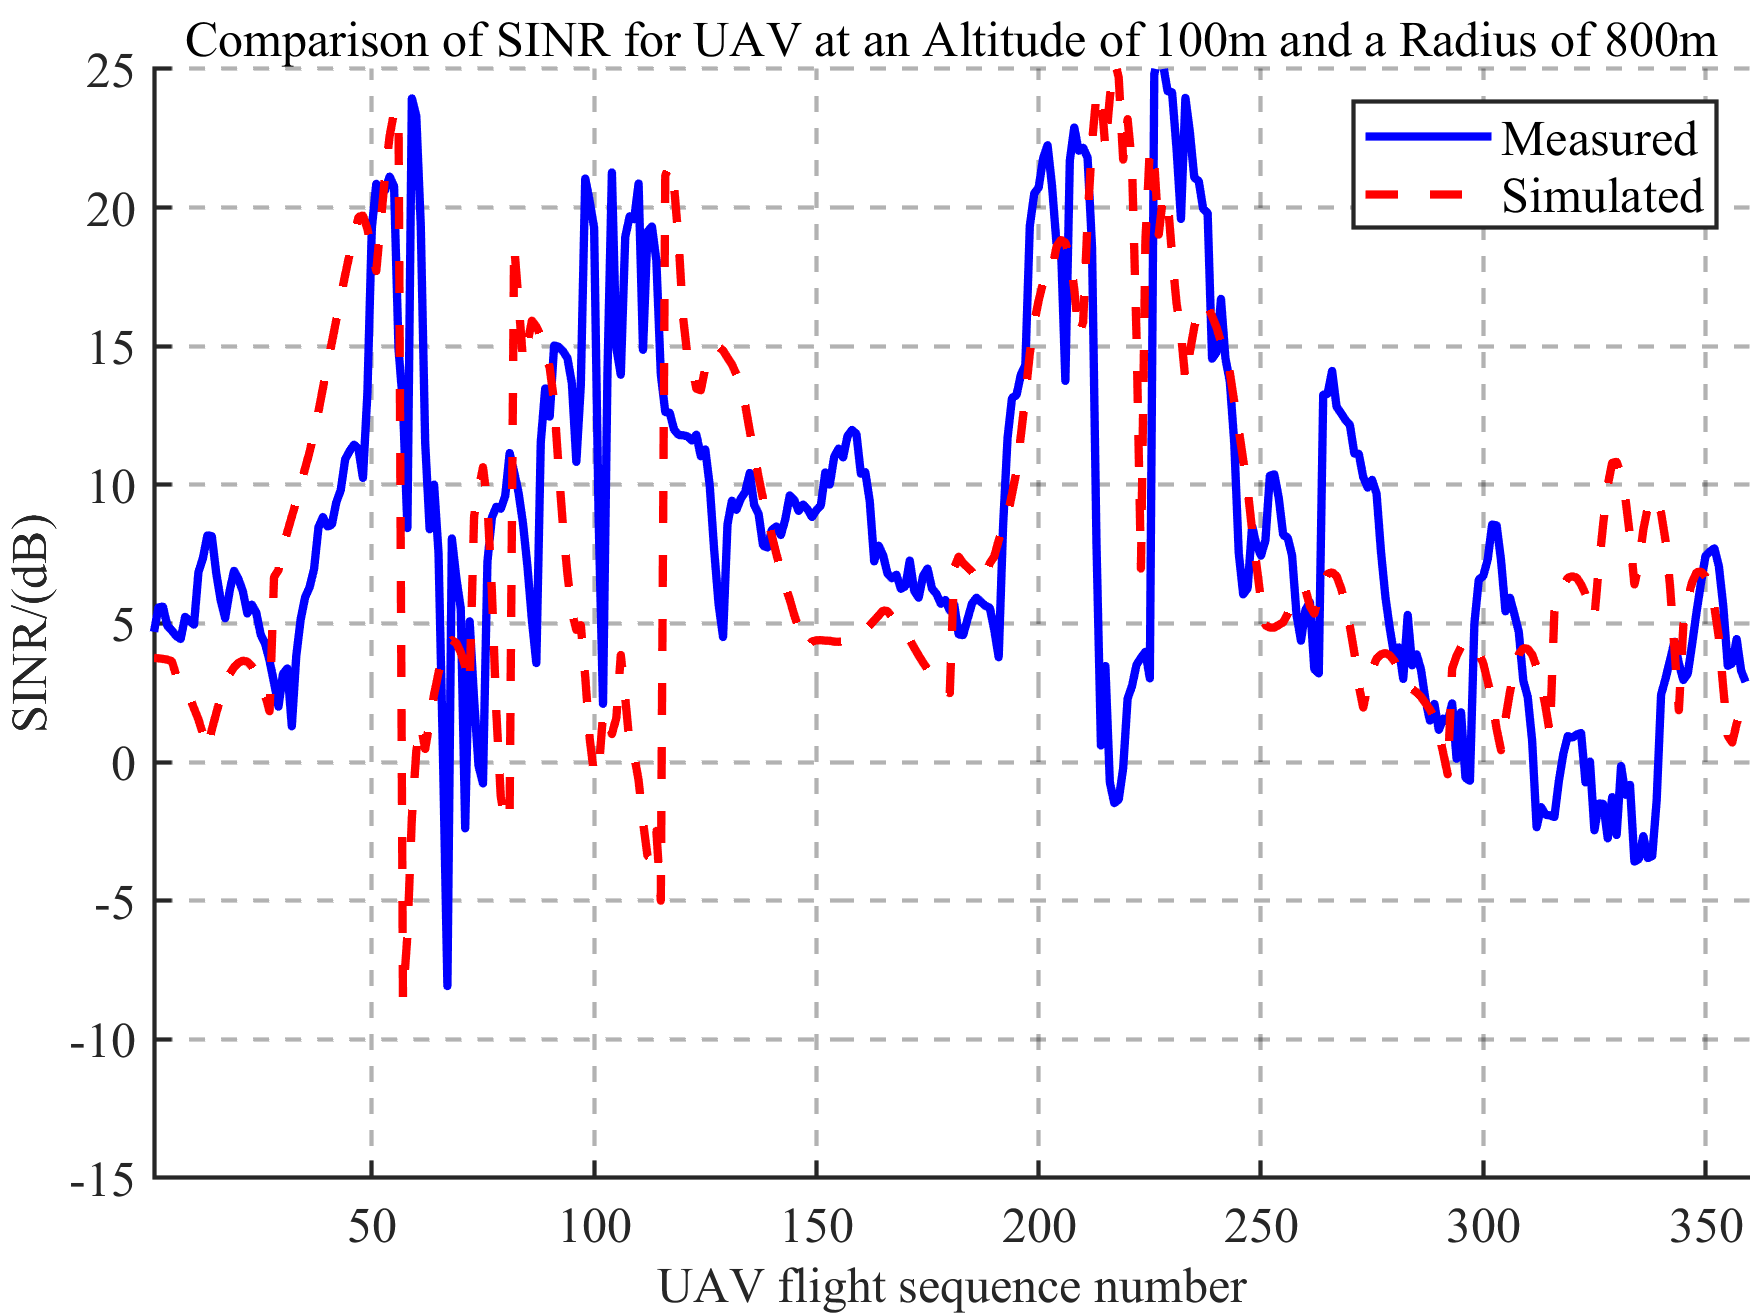 Comparison of SINR for UAV at an Altitude of 100m and a Radius of 800m
25
20
15
10
5
0
-5
-10
-15
SINR/(dB)
Measured
Simulated
50 100 150 200 250 300 350
UAV flight sequence number